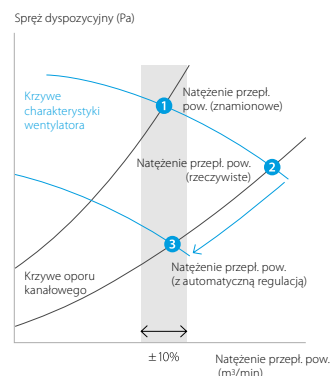 Spręż dyspozycyjny (Pa)
Krzywe
charakterystyki
wentylatora
1
Natężenie przepł.
pow. (znamionowe)
Natężenie przepł. pow.
(rzeczywiste)
2
3
Natężenie przepł. pow.
(z automatyczną regulacją)
Krzywe oporu
kanałowego
±10%
Natężenie przepł. pow.
(m³/min)